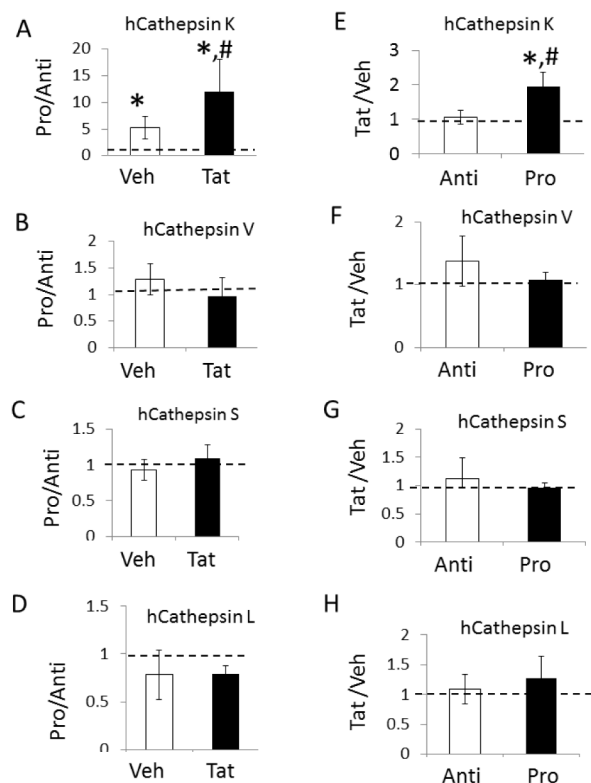 A
hCathepsin K
Pro/Anti
20
15
10
5
0
*
*,#
Veh
Tat
B
hCathepsin V
Pro/Anti
2
1.5
1
0.5
0
Veh
Tat
C
hCathepsin S
Pro/Anti
1.5
1
0.5
0
Veh
Tat
D
hCathepsin L
Pro/Anti
1.5
1
0.5
0
Veh
Tat
E
hCathepsin K
Tat /Veh
3
2
1
0
*,#
Anti
Pro
F
hCathepsin V
Tat /Veh
2
1
0
Anti
Pro
G
hCathepsin S
Tat /Veh
2
1.5
1
0.5
0
Anti
Pro
H
hCathepsin L
Tat /Veh
2
1.5
1
0.5
0
Anti
Pro